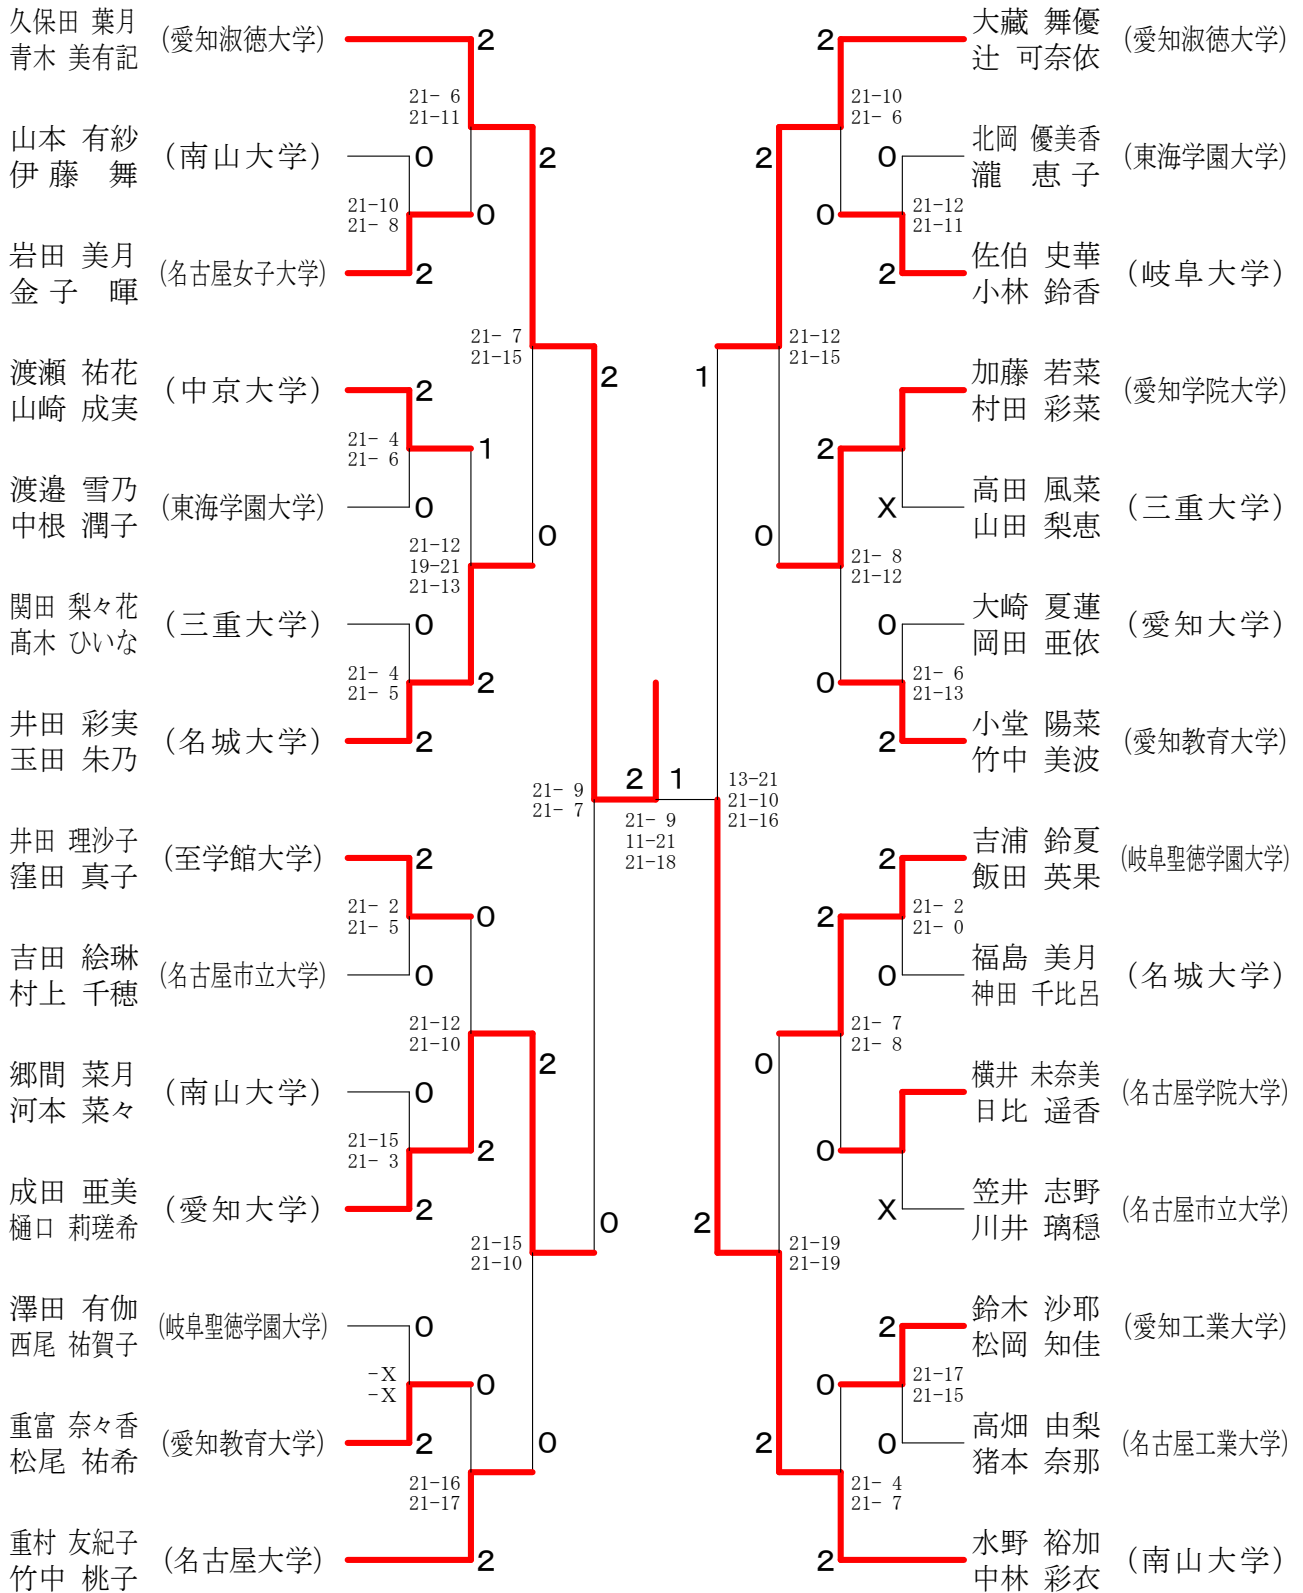 久保田 葉月
青木 美有記
(愛知淑徳大学)
2
21- 6
21-11
山本 有紗
伊藤 舞
(南山大学)
0
2
21-10
21- 8
0
岩田 美月
金子 暉
(名古屋女子大学)
2
21- 7
21-15
2
渡瀬 祐花
山崎 成実
(中京大学)
2
21- 4
21- 6
1
渡邉 雪乃
中根 潤子
(東海学園大学)
0
21-12
19-21
21-13
0
関田 梨々花
髙木 ひいな
(三重大学)
0
21- 4
21- 5
2
井田 彩実
玉田 朱乃
(名城大学)
2
21- 9
21- 7
2
1
21- 9
11-21
21-18
井田 理沙子
窪田 真子
(至学館大学)
2
21- 2
21- 5
0
吉田 絵琳
村上 千穂
(名古屋市立大学)
0
21-12
21-10
2
郷間 菜月
河本 菜々
(南山大学)
0
21-15
21- 3
2
成田 亜美
樋口 莉瑳希
(愛知大学)
2
21-15
21-10
0
澤田 有伽
西尾 祐賀子
(岐阜聖徳学園大学)
0
-X
-X
0
重富 奈々香
松尾 祐希
(愛知教育大学)
2
0
21-16
21-17
重村 友紀子
竹中 桃子
(名古屋大学)
2
2
大藏 舞優
辻 可奈依
(愛知淑徳大学)
21-10
21- 6
2
0
北岡 優美香
瀧 恵子
(東海学園大学)
0
21-12
21-11
2
佐伯 史華
小林 鈴香
(岐阜大学)
1
21-12
21-15
加藤 若菜
村田 彩菜
(愛知学院大学)
2
X
高田 風菜
山田 梨恵
(三重大学)
0
21- 8
21-12
0
大崎 夏蓮
岡田 亜依
(愛知大学)
0
21- 6
21-13
2
小堂 陽菜
竹中 美波
(愛知教育大学)
13-21
21-10
21-16
2
吉浦 鈴夏
飯田 英果
(岐阜聖徳学園大学)
2
21- 2
21- 0
0
福島 美月
神田 千比呂
(名城大学)
21- 7
21- 8
0
横井 未奈美
日比 遥香
(名古屋学院大学)
0
X
笠井 志野
川井 璃穏
(名古屋市立大学)
2
21-19
21-19
2
鈴木 沙耶
松岡 知佳
(愛知工業大学)
0
21-17
21-15
2
0
高畑 由梨
猪本 奈那
(名古屋工業大学)
21- 4
21- 7
2
水野 裕加
中林 彩衣
(南山大学)